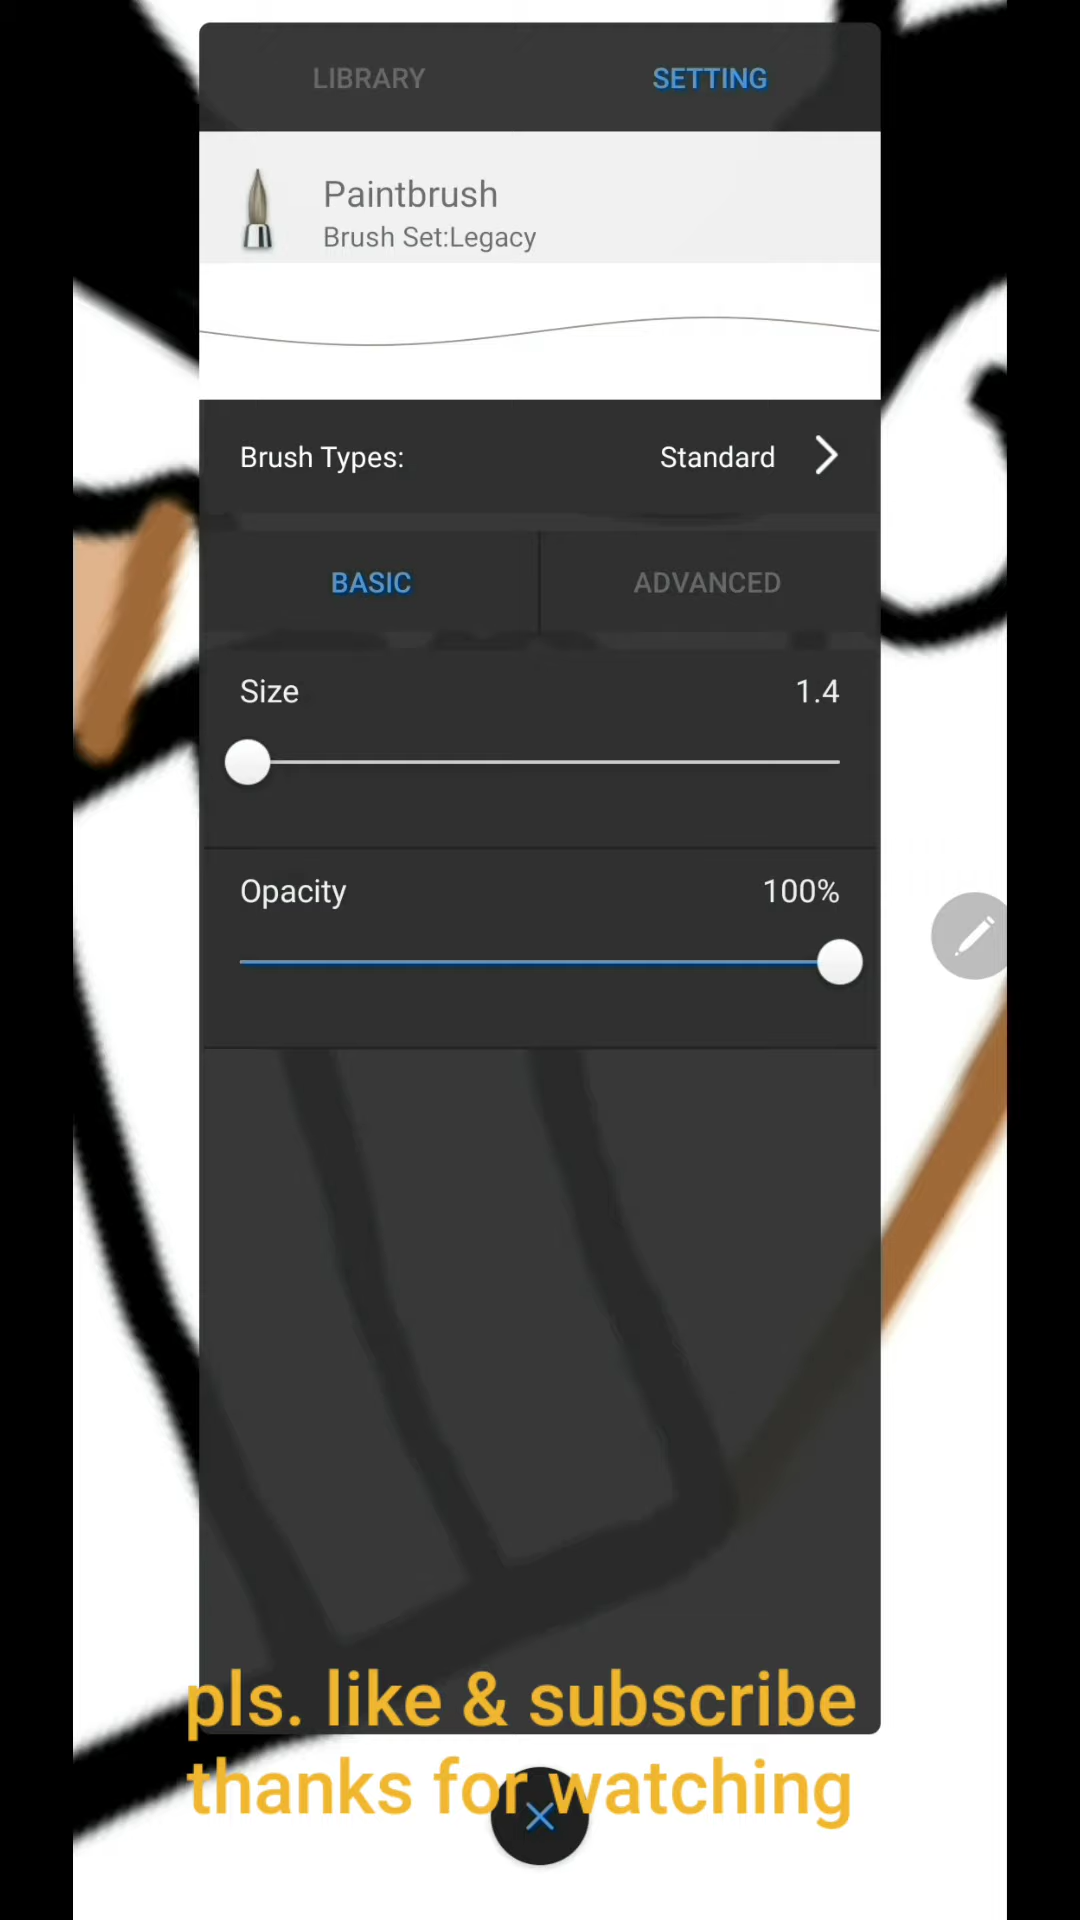 LIBRARY SETTING
Paintbrush
Brush Set:Legacy
Brush Types: Standard
BASIC ADVANCED
Size 1.4
Opacity 100%
pls. like & subscribe
thanks for watching